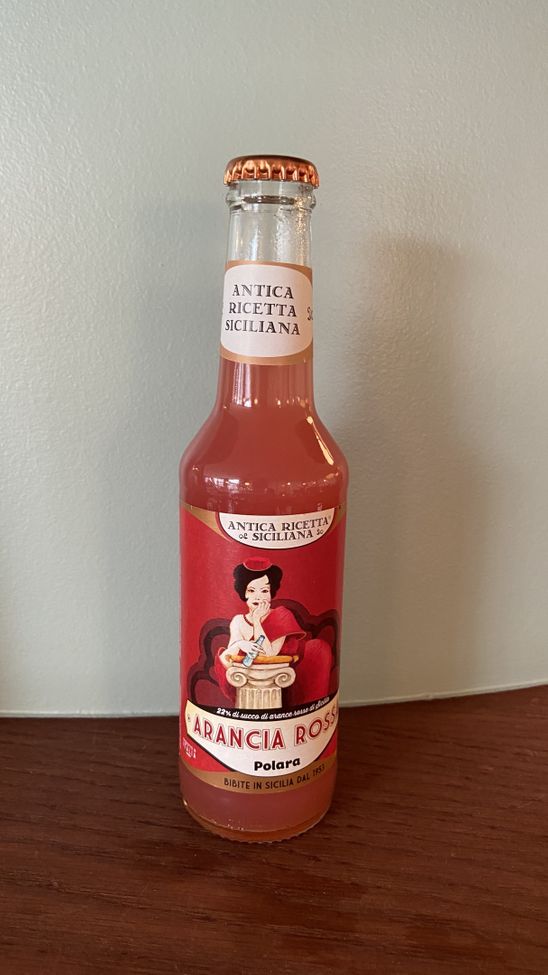 ANTICA
RICETTA
SICILIANA
ANTICA RICETTA®
SICILIANA
22% di succo di arance rosse di Sicilia
ARANCIA ROSSA
Polara
BIBITE IN SICILIA DAL 1953